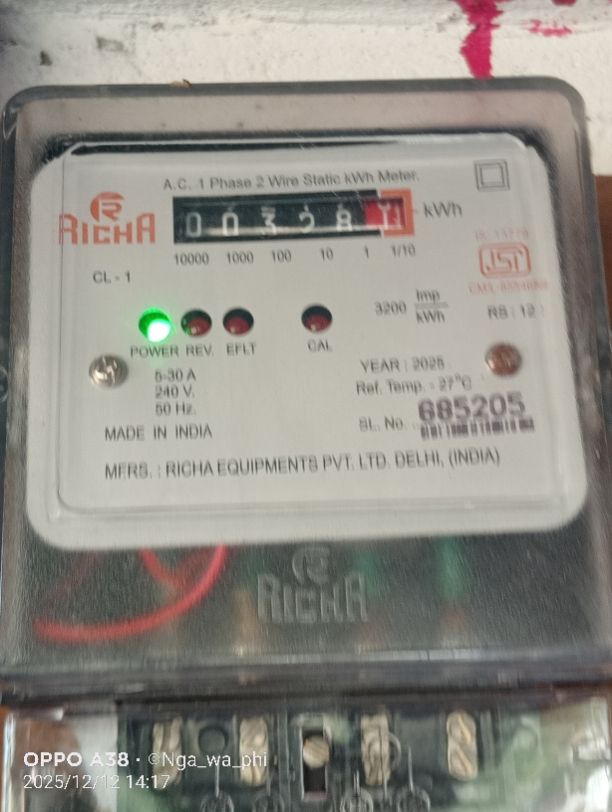 A.C. 1 Phase 2 Wire Static kWh Meter.
RICHA
0 0 3 2 8 1 kWh
10000 1000 100 10 1 1/10
CL - 1
ISI
3200 Imp/kWh
RS : 12
POWER REV. EFLT CAL
5-30 A
240 V.
50 Hz.
YEAR : 2025
Ref. Temp. - 27°C
SL. No. 685205
MADE IN INDIA
MFRS. : RICHA EQUIPMENTS PVT. LTD. DELHI, (INDIA)
RICHA
OPPO A38 · ©Nga_wa_phi
2025/12/12 14:17